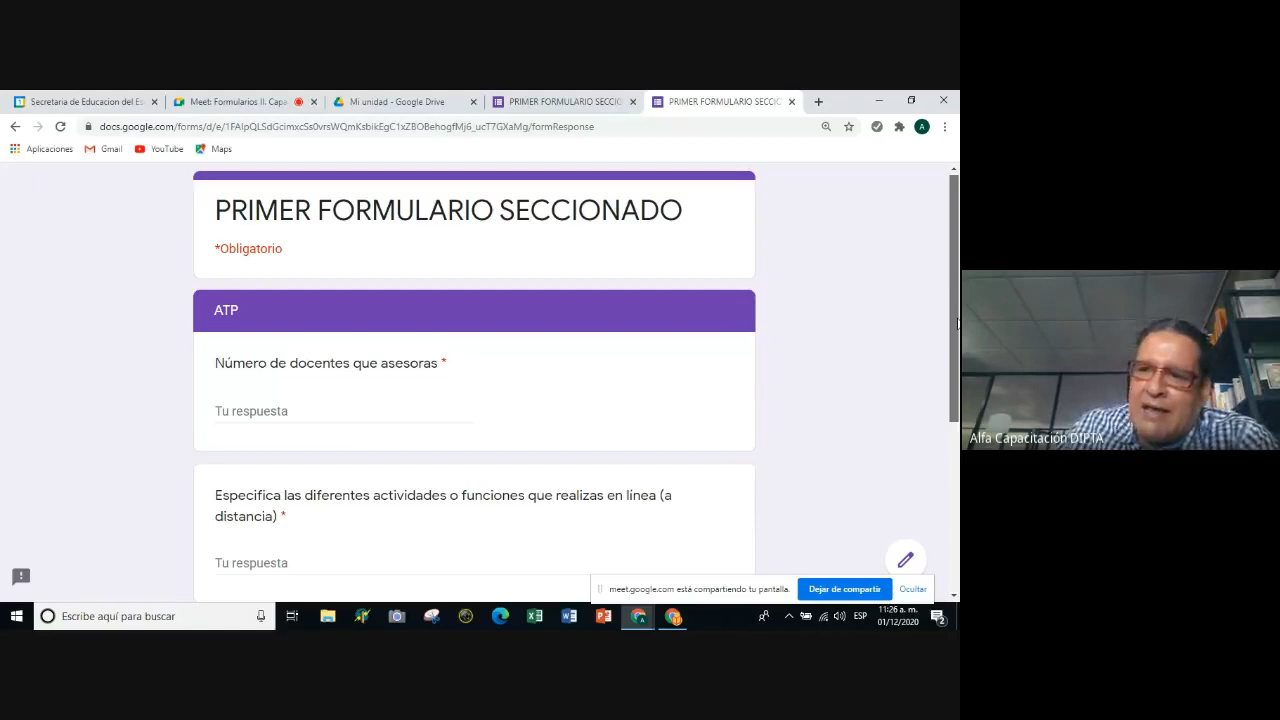 Secretaria de Educacion del Es
Meet: Formularios II. Capa
Mi unidad - Google Drive
PRIMER FORMULARIO SECCIO
PRIMER FORMULARIO SECCIO
docs.google.com/forms/d/e/1FAIpQLSdGcimxcSs0vrsWQmKsbikEgC1xZBOBehogfMj6_ucT7GXaMg/formResponse
A
Aplicaciones
Gmail
YouTube
Maps
PRIMER FORMULARIO SECCIONADO
*Obligatorio
ATP
Número de docentes que asesoras *
Tu respuesta
Especifica las diferentes actividades o funciones que realizas en línea (a
distancia) *
Tu respuesta
meet.google.com está compartiendo tu pantalla.
Dejar de compartir
Ocultar
Escribe aquí para buscar
ESP
11:26 a. m.
01/12/2020
2
Alfa Capacitación DIPTA